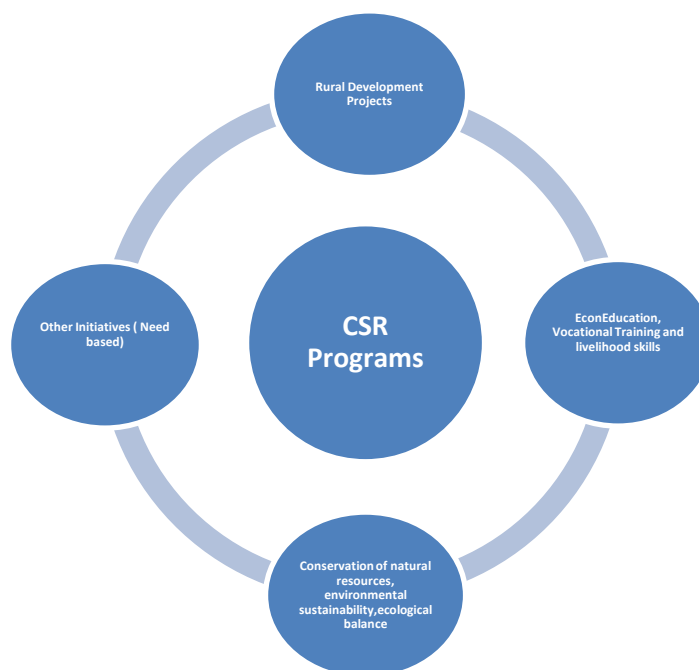 Rural Development
Projects
Other Initiatives ( Need
based)
CSR
Programs
EconEducation,
Vocational Training and
livelihood skills
Conservation of natural
resources,
environmental
sustainability,ecological
balance